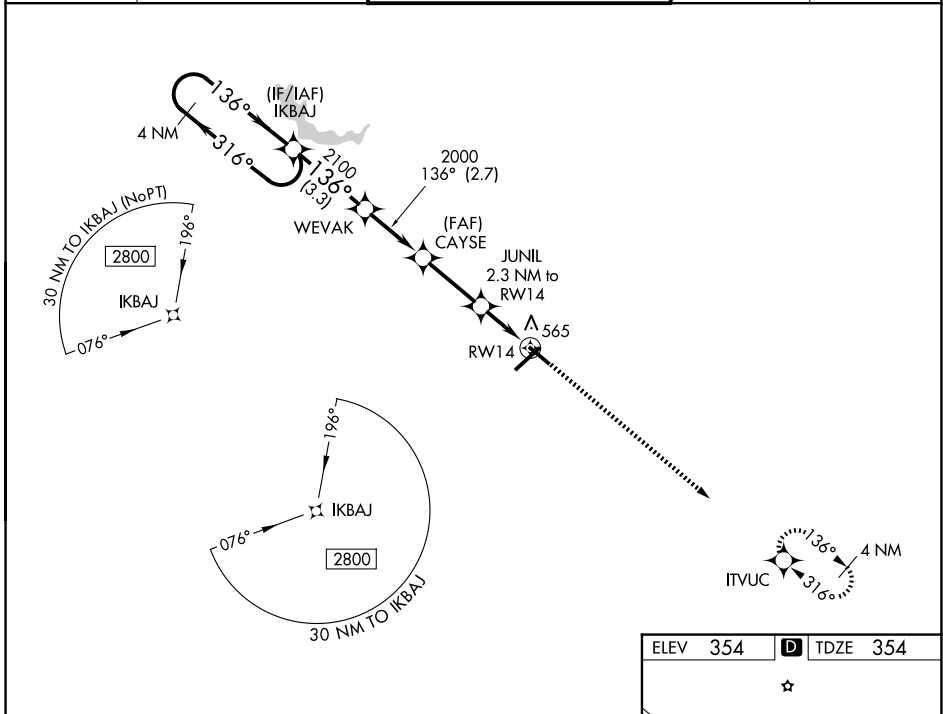 136°
(IF/IAF)
IKBAJ
4 NM
316°
2100
136°
(3.3)
2000
136° (2.7)
WEVAK
(FAF)
CAYSE
JUNIL
2.3 NM to
RW14
565
RW14
30 NM TO IKBAJ (NoPT)
196°
2800
IKBAJ
076°
196°
IKBAJ
076°
2800
30 NM TO IKBAJ
136°
4 NM
ITVUC
316°
ELEV 354 D TDZE 354